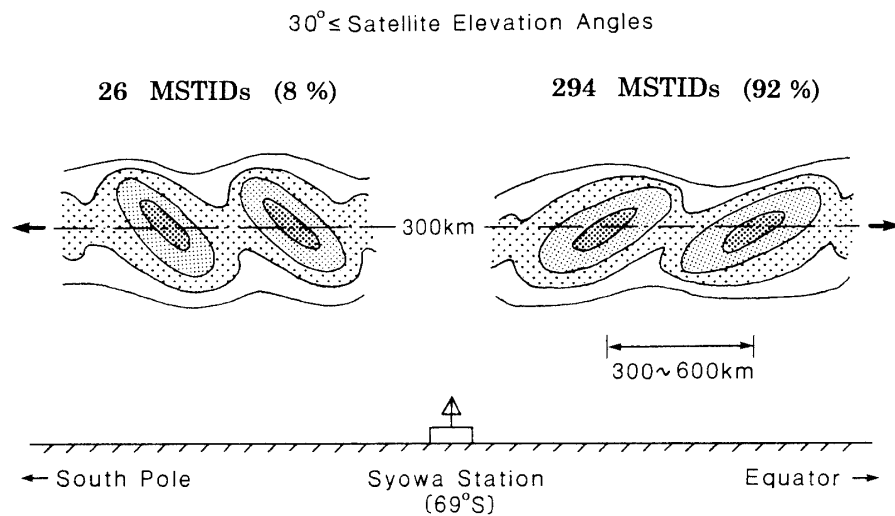 30° ≤ Satellite Elevation Angles
26 MSTIDs (8 %)
294 MSTIDs (92 %)
300km
300~600km
← South Pole
Syowa Station
(69°S)
Equator →